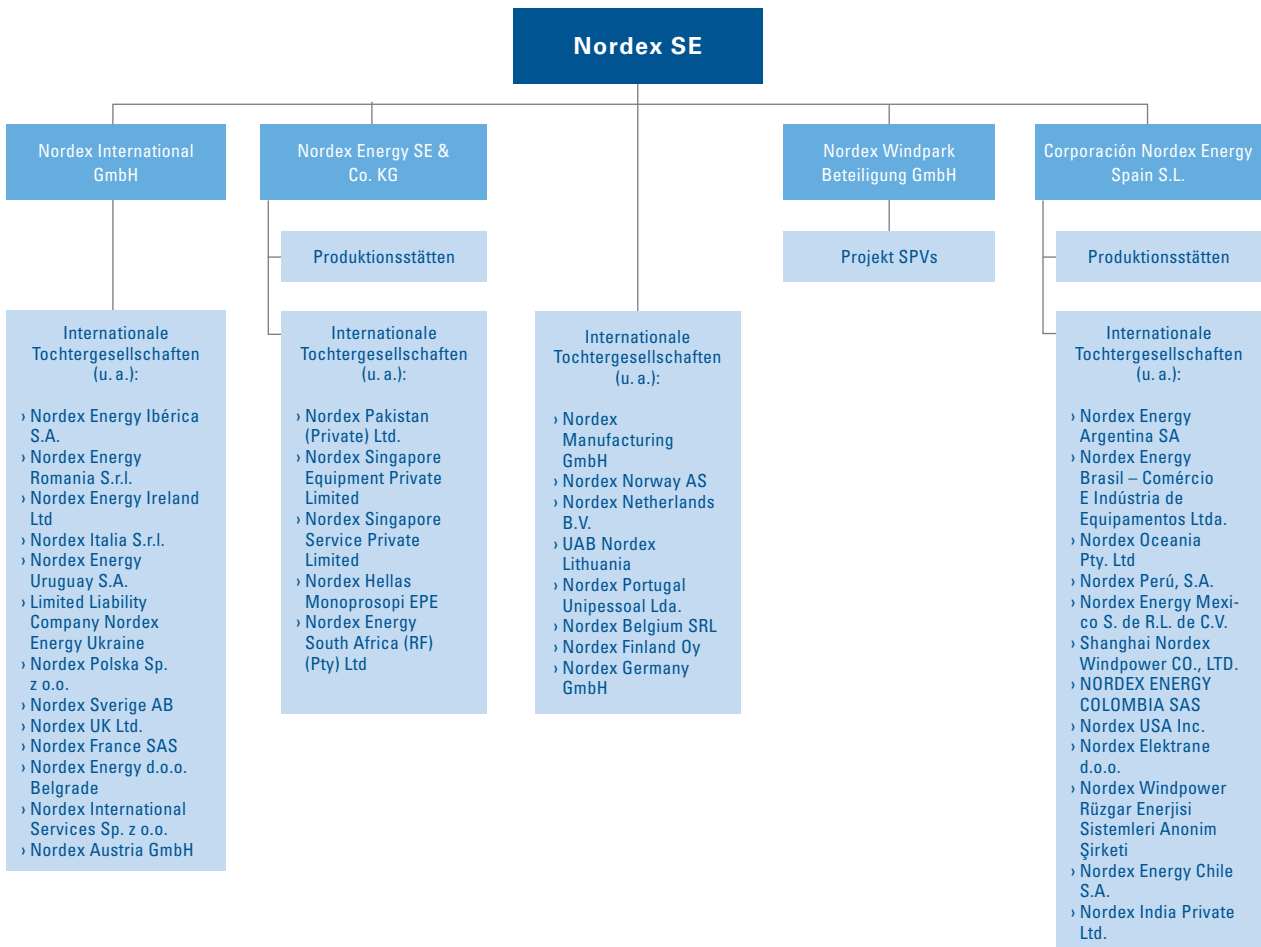 Nordex SE
Nordex International
GmbH
Nordex Energy SE &
Co. KG
Nordex Windpark
Beteiligung GmbH
Corporación Nordex Energy
Spain S.L.
Produktionsstätten
Projekt SPVs
Produktionsstätten
Internationale
Tochtergesellschaften
(u. a.):
› Nordex Energy Ibérica
S.A.
› Nordex Energy
Romania S.r.l.
› Nordex Energy Ireland
Ltd
› Nordex Italia S.r.l.
› Nordex Energy
Uruguay S.A.
› Limited Liability
Company Nordex
Energy Ukraine
› Nordex Polska Sp.
z o.o.
› Nordex Sverige AB
› Nordex UK Ltd.
› Nordex France SAS
› Nordex Energy d.o.o.
Belgrade
› Nordex International
Services Sp. z o.o.
› Nordex Austria GmbH
Internationale
Tochtergesellschaften
(u. a.):
› Nordex Pakistan
(Private) Ltd.
› Nordex Singapore
Equipment Private
Limited
› Nordex Singapore
Service Private
Limited
› Nordex Hellas
Monoprosopi EPE
› Nordex Energy
South Africa (RF)
(Pty) Ltd
Internationale
Tochtergesellschaften
(u. a.):
› Nordex
Manufacturing
GmbH
› Nordex Norway AS
› Nordex Netherlands
B.V.
› UAB Nordex
Lithuania
› Nordex Portugal
Unipessoal Lda.
› Nordex Belgium SRL
› Nordex Finland Oy
› Nordex Germany
GmbH
Internationale
Tochtergesellschaften
(u. a.):
› Nordex Energy
Argentina SA
› Nordex Energy
Brasil – Comércio
E Indústria de
Equipamentos Ltda.
› Nordex Oceania
Pty. Ltd
› Nordex Perú, S.A.
› Nordex Energy Mexi-
co S. de R.L. de C.V.
› Shanghai Nordex
Windpower CO., LTD.
› NORDEX ENERGY
COLOMBIA SAS
› Nordex USA Inc.
› Nordex Elektrane
d.o.o.
› Nordex Windpower
Rüzgar Enerjisi
Sistemleri Anonim
Şirketi
› Nordex Energy Chile
S.A.
› Nordex India Private
Ltd.